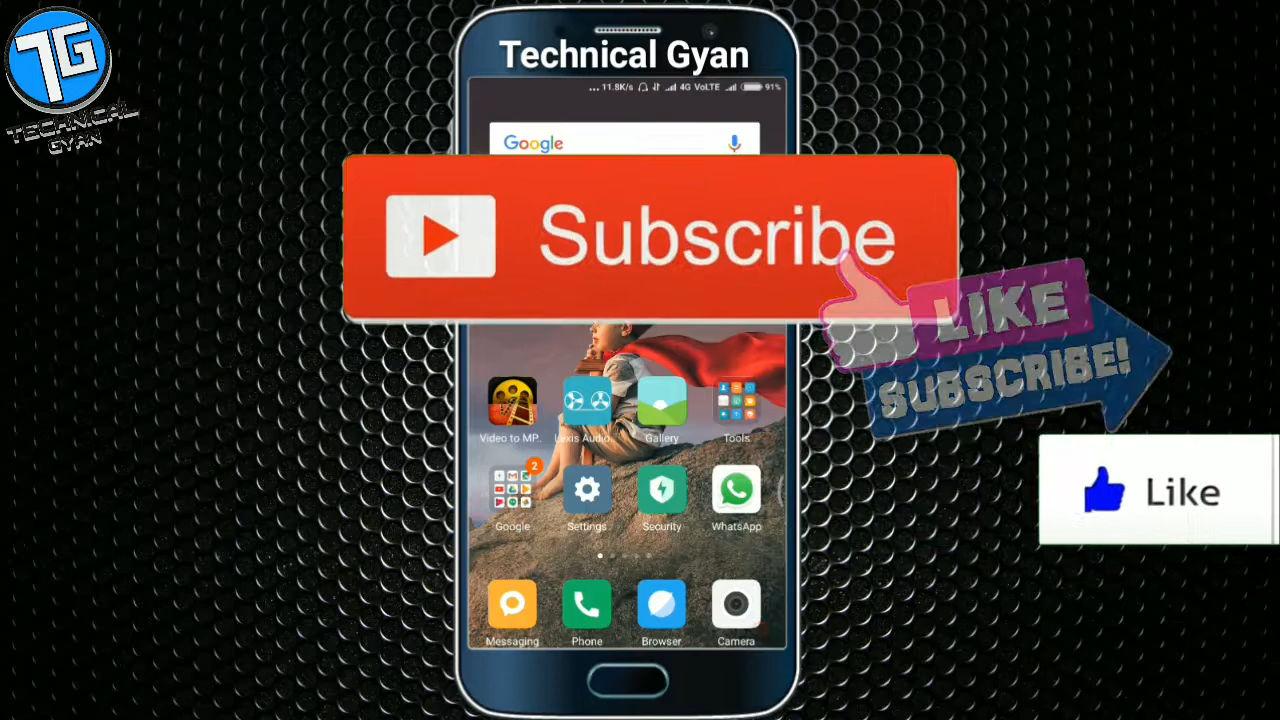 TG
TECHNICAL
GYAN
Technical Gyan
... 11.8K/s 4G VoLTE 91%
Google
Subscribe
LIKE
SUBSCRIBE!
Like
Video to MP..
Lexis Audio
Gallery
Tools
2
Google
Settings
Security
WhatsApp
Messaging
Phone
Browser
Camera